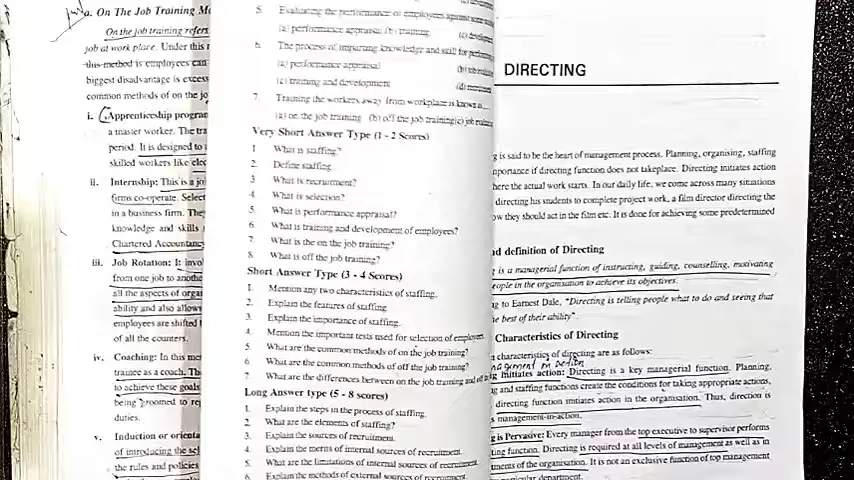 a. On The Job Training Me
On the job training refers
job at work place. Under this
this method is employees can
biggest disadvantage is excess
common methods of on the jo
i. Apprenticeship program
a master worker. The tra
period. It is designed to
skilled workers like elec
ii. Internship: This is a jo
firms co-operate. Select
in a business firm. The
knowledge and skills
Chartered Accountancy
iii. Job Rotation: It invo
from one job to anothe
all the aspects of orga
ability and also allows
employees are shifted
of all the counters.
iv. Coaching: In this me
trainee as a coach. The
to achieve these goals
being groomed to rep
duties.
v. Induction or orienta
of introducing the sel
the rules and policies
5. Evaluating the performance of employees against
(a) performance appraisal (b) training
6. The process of imparting knowledge and skill for performing
(a) performance appraisal
(c) training and development
7. Training the workers away from workplace is known as...
(a) on the job training (b) off the job training (c) job
Very Short Answer Type (1 - 2 Scores)
1 What is staffing?
2. Define staffing
3 What is recruitment?
4. What is selection?
5. What is performance appraisal?
6. What is training and development of employees?
7. What is the on the job training?
8. What is off the job training?
Short Answer Type (3 - 4 Scores)
1. Mention any two characteristics of staffing.
2. Explain the features of staffing
3. Explain the importance of staffing.
4. Mention the important tests used for selection of employees.
5. What are the common methods of on the job training?
6. What are the common methods of off the job training?
7. What are the differences between on the job training and off
Long Answer type (5 - 8 scores)
1. Explain the steps in the process of staffing.
2. What are the elements of staffing?
3. Explain the sources of recruitment.
4. Explain the merits of internal sources of recruitment.
5. What are the limitations of internal sources of recruitment
6. Explain the methods of external sources of recruitment.
DIRECTING
g is said to be the heart of management process. Planning, organising, staffing
mportance if directing function does not takeplace. Directing initiates action
here the actual work starts. In our daily life, we come across many situations
directing his students to complete project work, a film director directing the
ow they should act in the film etc. It is done for achieving some predetermined
nd definition of Directing
g is a managerial function of instructing, guiding, counselling, motivating
eople in the organisation to achieve its objectives.
ng to Earnest Dale, "Directing is telling people what to do and seeing that
he best of their ability".
Characteristics of Directing
n characteristics of directing are as follows:
management in action
ng initiates action: Directing is a key managerial function. Planning,
ng and staffing functions create the conditions for taking appropriate actions,
directing function initiates action in the organisation. Thus, direction is
s management-in-action.
g is Pervasive: Every manager from the top executive to supervisor performs
ting function. Directing is required at all levels of management as well as in
tments of the organisation. It is not an exclusive function of top management
particular department.